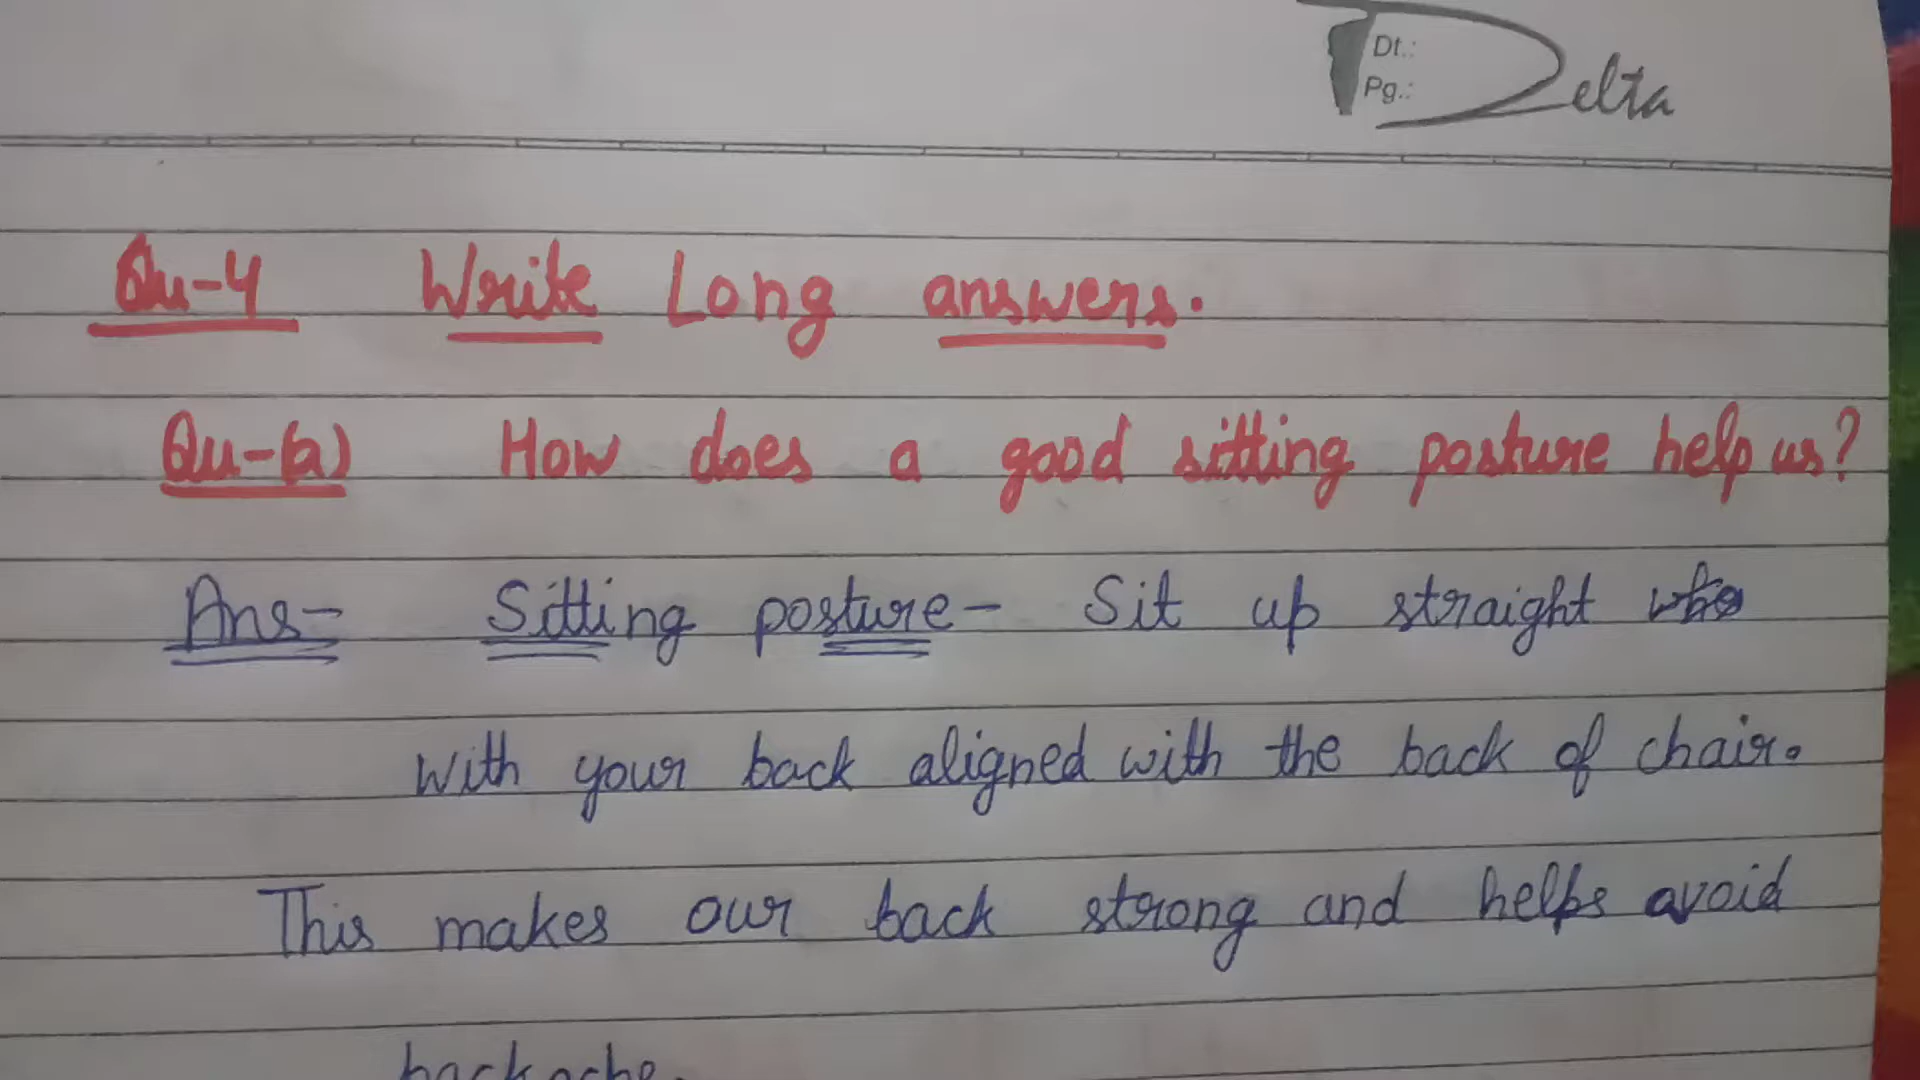 Dt.:
Pg.:
Delta
Qu-4 Write Long answers.
Qu-(a) How does a good sitting posture help us?
Ans- Sitting posture- Sit up straight
with your back aligned with the back of chair.
This makes our back strong and helps avoid
backache.